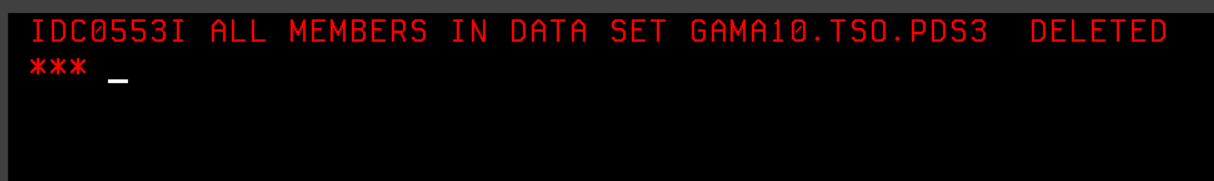 IDC0553I ALL MEMBERS IN DATA SET GAMA10.TSO.PDS3  DELETED
*** _